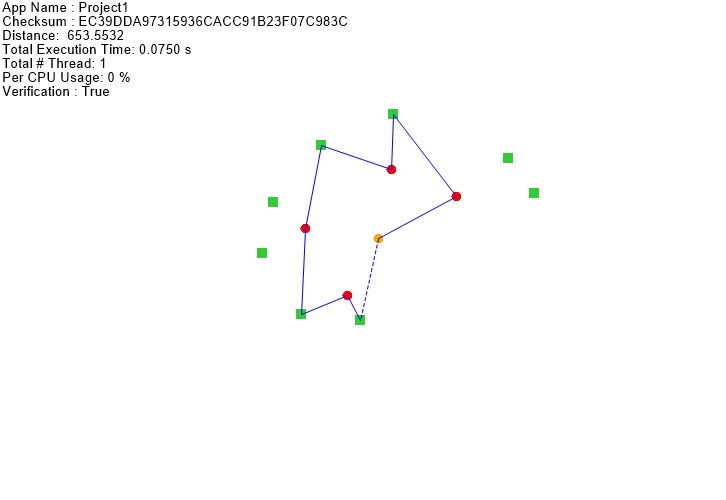 App Name : Project1
Checksum : EC39DDA97315936CACC91B23F07C983C
Distance:  653.5532
Total Execution Time: 0.0750 s
Total # Thread: 1
Per CPU Usage: 0 %
Verification : True